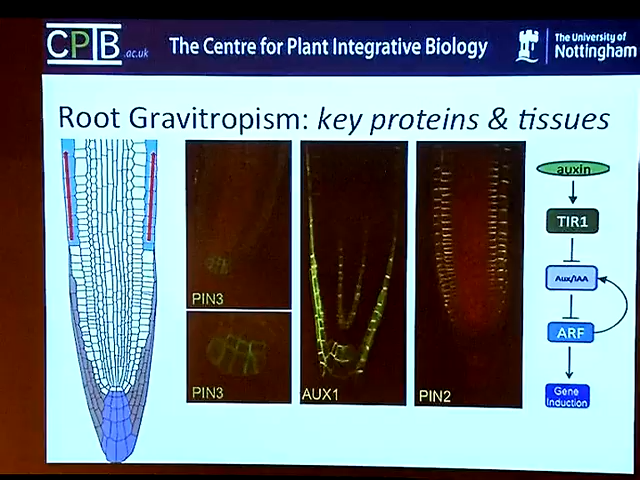 CPIB
.ac.uk
The Centre for Plant Integrative Biology
The University of
Nottingham
Root Gravitropism: key proteins & tissues
PIN3
PIN3
AUX1
PIN2
auxin
TIR1
Aux/IAA
ARF
Gene
Induction